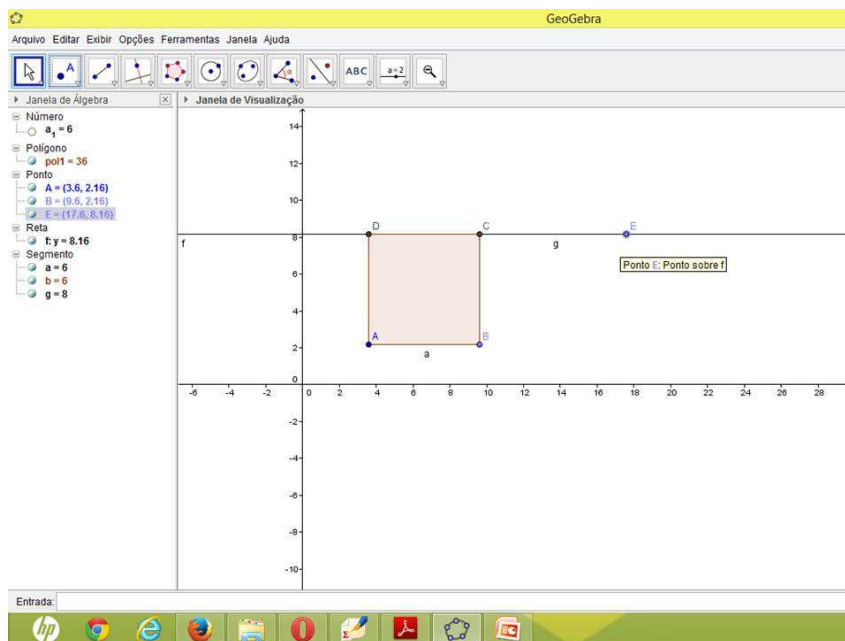 GeoGebra
Arquivo Editar Exibir Opções Ferramentas Janela Ajuda
A ABC a=2
Janela de Álgebra
Número
a1 = 6
Polígono
pol1 = 36
Ponto
A = (3.6, 2.16)
B = (9.6, 2.16)
E = (17.6, 8.16)
Reta
f: y = 8.16
Segmento
a = 6
b = 6
g = 8
Janela de Visualização
14
12
10
D C E
8
f g
Ponto E: Ponto sobre f
6
4
A B
2
a
0
-6 -4 -2 0 2 4 6 8 10 12 14 16 18 20 22 24 26 28
-2
-4
-6
-8
-10
Entrada:
hp